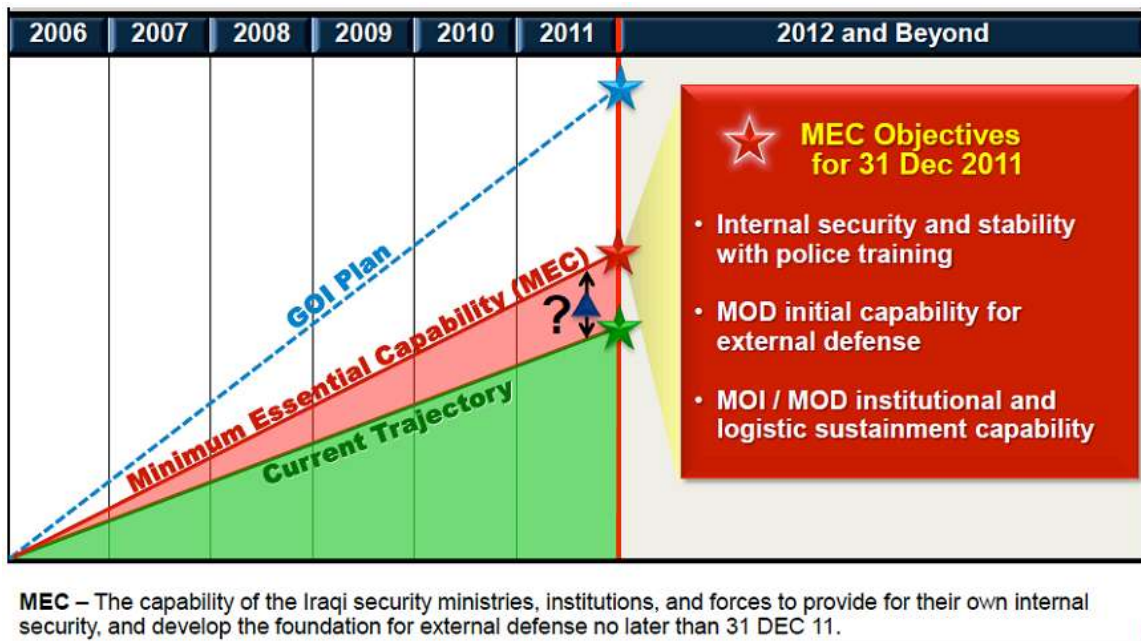 2006 2007 2008 2009 2010 2011 2012 and Beyond
GOI Plan
Minimum Essential Capability (MEC)
?
Current Trajectory
MEC Objectives
for 31 Dec 2011
• Internal security and stability
with police training
• MOD initial capability for
external defense
• MOI / MOD institutional and
logistic sustainment capability
MEC – The capability of the Iraqi security ministries, institutions, and forces to provide for their own internal
security, and develop the foundation for external defense no later than 31 DEC 11.